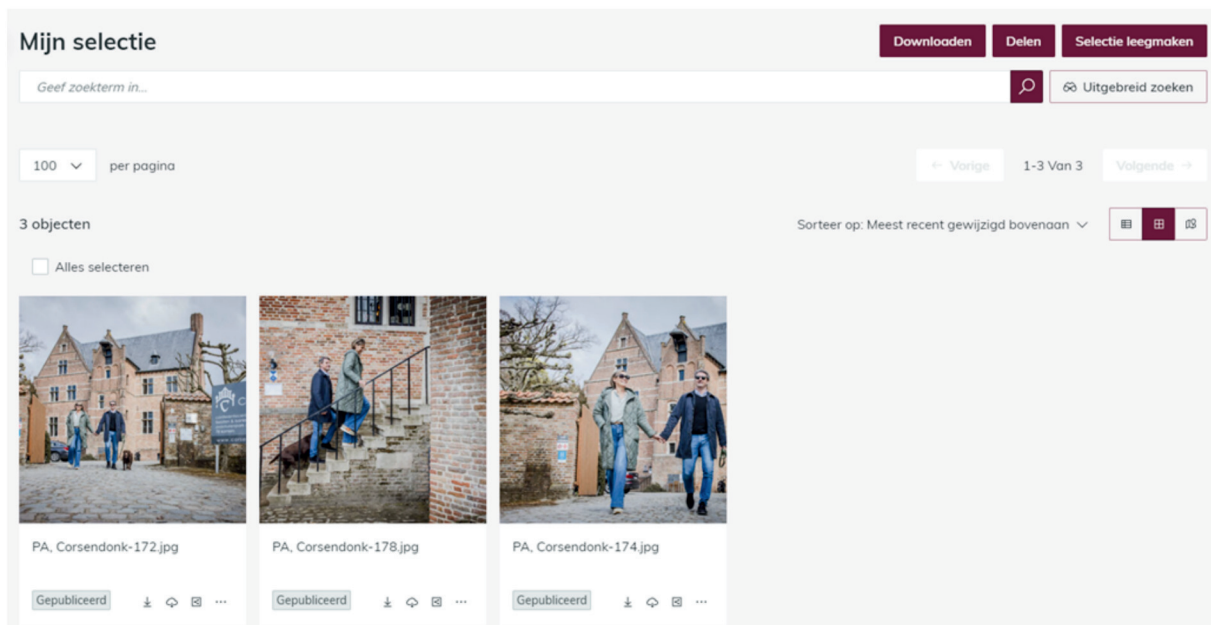 Mijn selectie
Downloaden Delen Selectie leegmaken
Geef zoekterm in...
Uitgebreid zoeken
100 per pagina
← Vorige 1-3 Van 3 Volgende →
3 objecten
Sorteer op: Meest recent gewijzigd bovenaan
Alles selecteren
PA, Corsendonk-172.jpg
PA, Corsendonk-178.jpg
PA, Corsendonk-174.jpg
Gepubliceerd
Gepubliceerd
Gepubliceerd